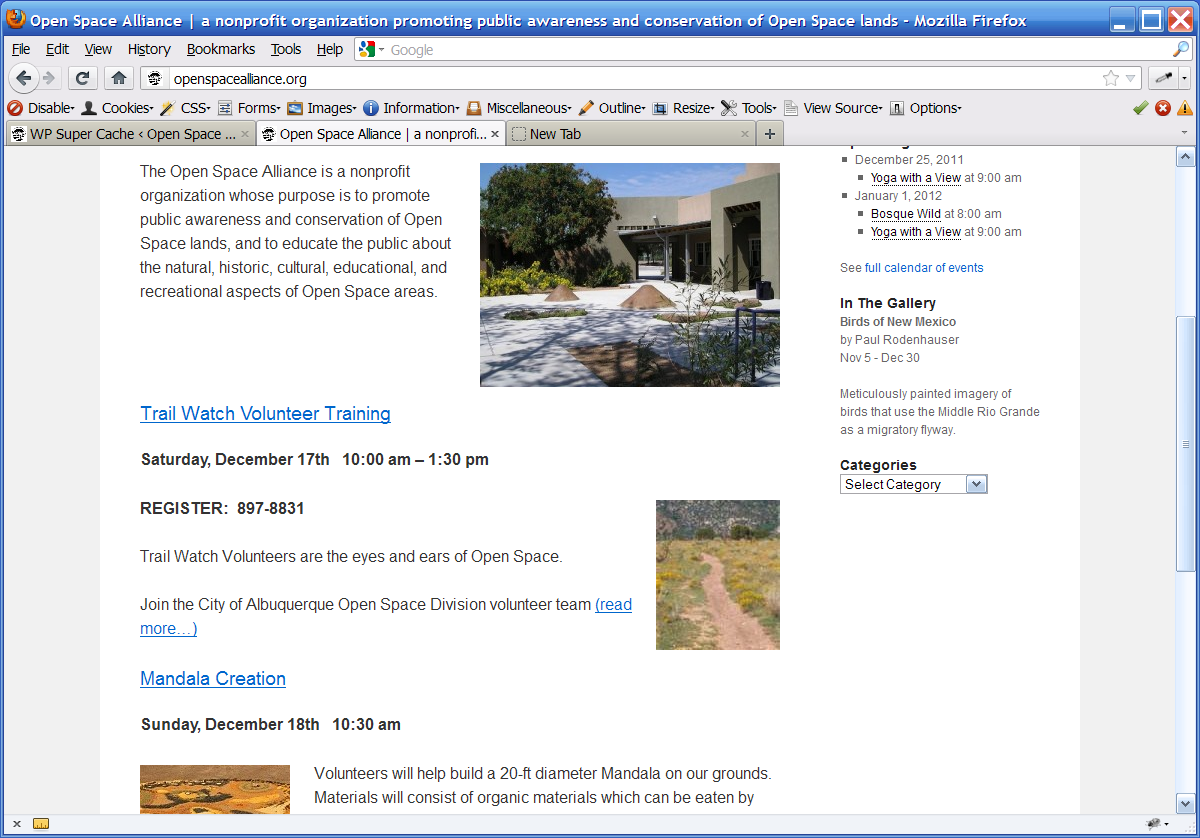 Open Space Alliance | a nonprofit organization promoting public awareness and conservation of Open Space lands - Mozilla Firefox
File Edit View History Bookmarks Tools Help Google
openspacealliance.org
Disable Cookies CSS Forms Images Information Miscellaneous Outline Resize Tools View Source Options
WP Super Cache ‹ Open Space ... Open Space Alliance | a nonprofi... New Tab
The Open Space Alliance is a nonprofit
organization whose purpose is to promote
public awareness and conservation of Open
Space lands, and to educate the public about
the natural, historic, cultural, educational, and
recreational aspects of Open Space areas.
Trail Watch Volunteer Training
Saturday, December 17th 10:00 am – 1:30 pm
REGISTER: 897-8831
Trail Watch Volunteers are the eyes and ears of Open Space.
Join the City of Albuquerque Open Space Division volunteer team (read
more…)
Mandala Creation
Sunday, December 18th 10:30 am
Volunteers will help build a 20-ft diameter Mandala on our grounds.
Materials will consist of organic materials which can be eaten by
December 25, 2011
Yoga with a View at 9:00 am
January 1, 2012
Bosque Wild at 8:00 am
Yoga with a View at 9:00 am
See full calendar of events
In The Gallery
Birds of New Mexico
by Paul Rodenhauser
Nov 5 - Dec 30
Meticulously painted imagery of
birds that use the Middle Rio Grande
as a migratory flyway.
Categories
Select Category